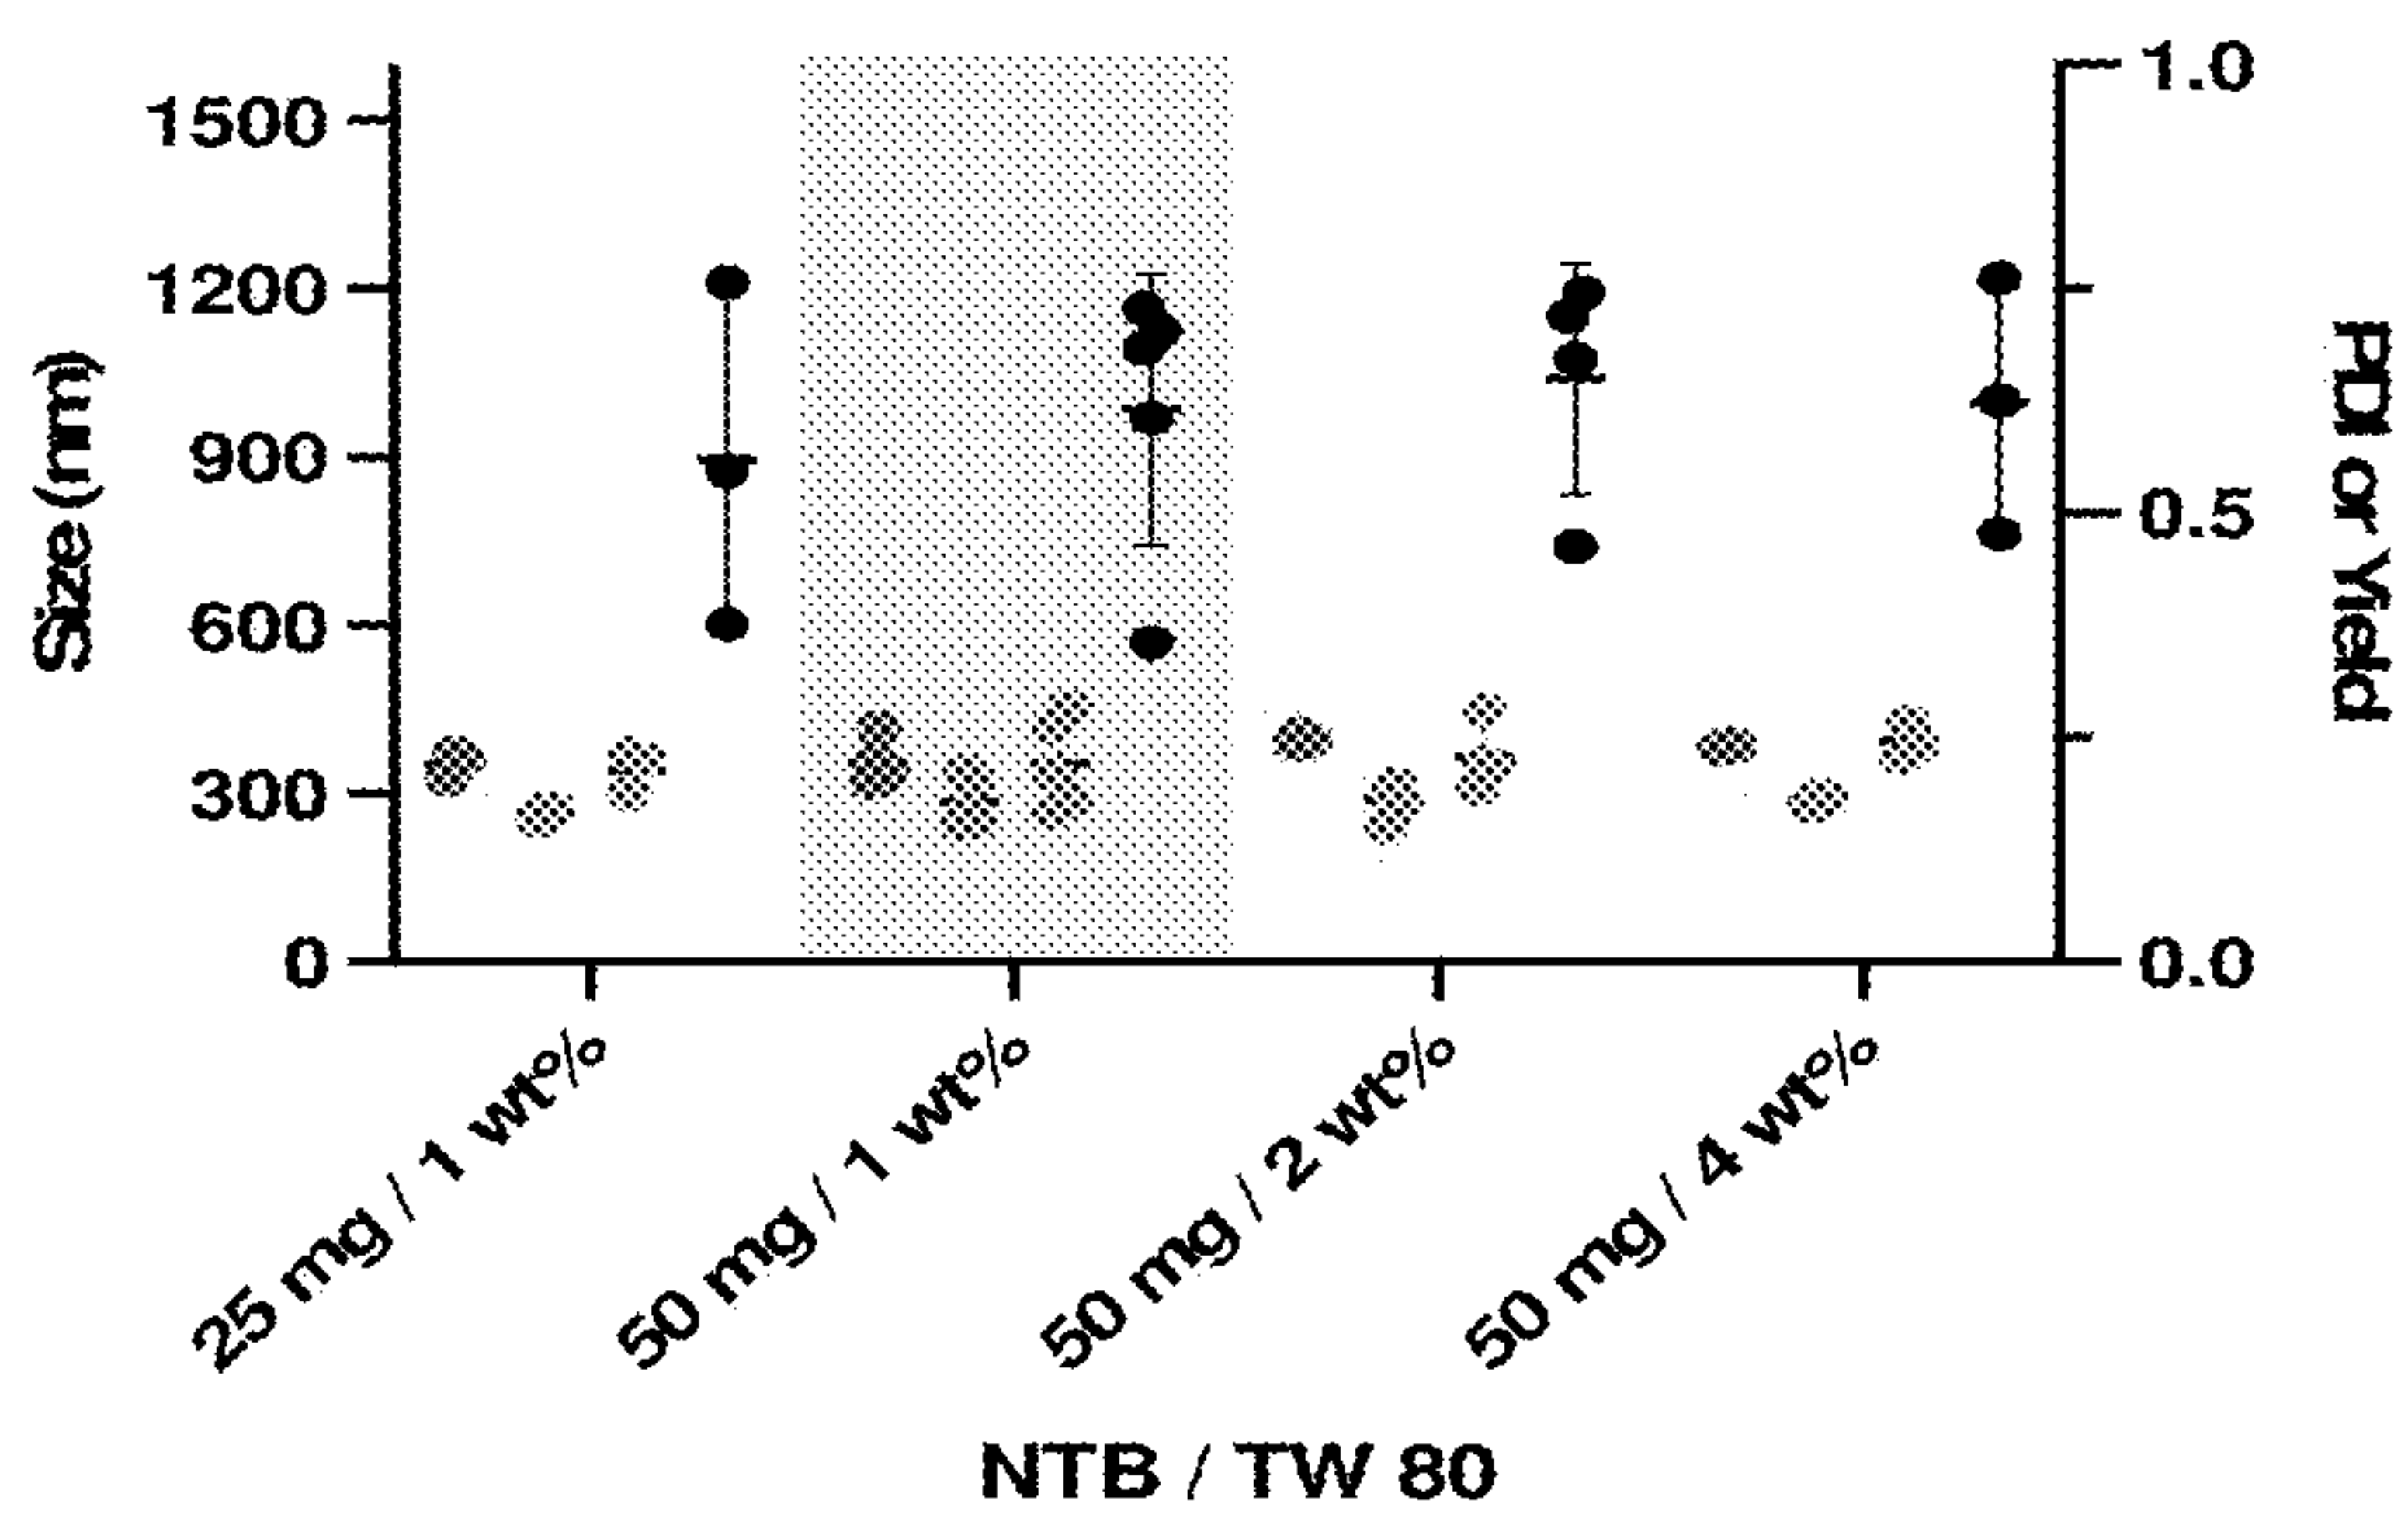 1500
1200
900
600
300
0
Size (nm)
1.0
0.5
0.0
PDI or Yield
25 mg / 1 wt%
50 mg / 1 wt%
50 mg / 2 wt%
50 mg / 4 wt%
NTB / TW 80